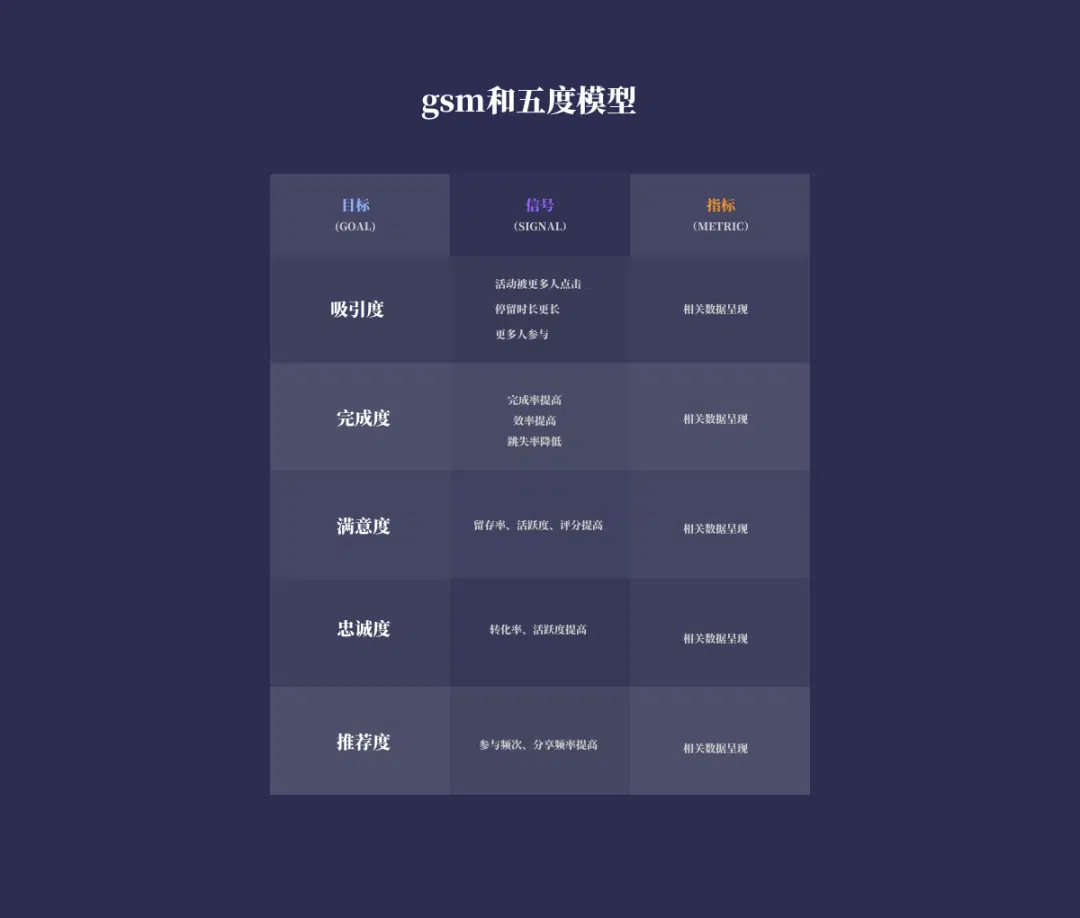 gsm和五度模型
目标
(GOAL)
信号
(SIGNAL)
指标
(METRIC)
吸引度
活动被更多人点击
停留时长更长
更多人参与
相关数据呈现
完成度
完成率提高
效率提高
跳失率降低
相关数据呈现
满意度
留存率、活跃度、评分提高
相关数据呈现
忠诚度
转化率、活跃度提高
相关数据呈现
推荐度
参与频次、分享频率提高
相关数据呈现